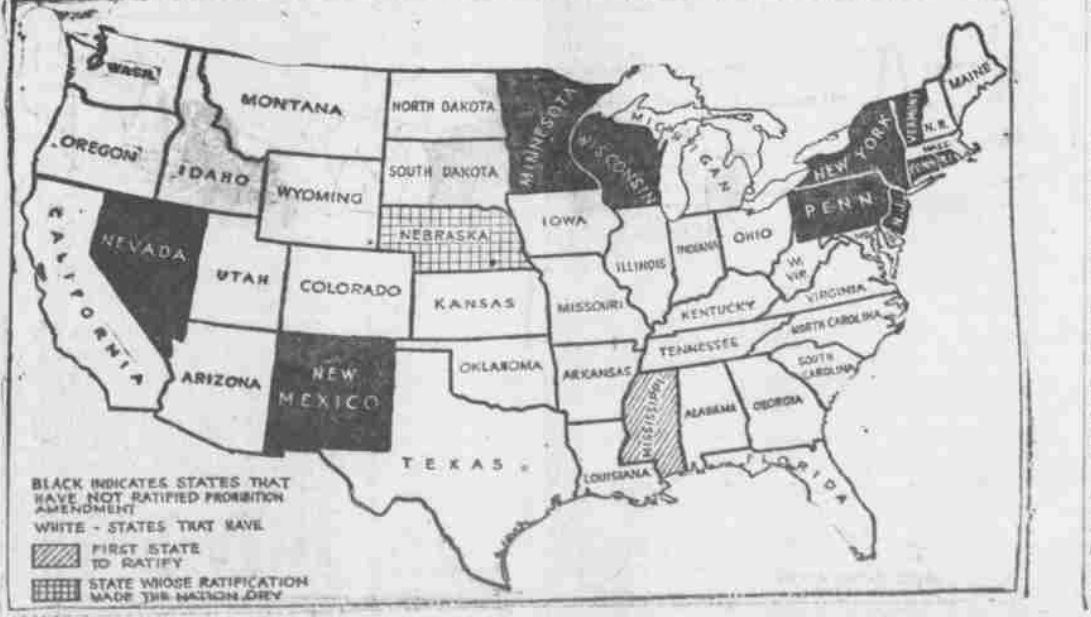 WASH.
MONTANA
NORTH DAKOTA
MINNESOTA
MAINE
OREGON
IDAHO
WYOMING
SOUTH DAKOTA
WISCONSIN
MICHIGAN
NEW YORK
VERMONT
N.H.
MASS.
CALIFORNIA
NEVADA
UTAH
COLORADO
NEBRASKA
KANSAS
IOWA
ILLINOIS
INDIANA
OHIO
PENN
N.J.
W. VIR.
VIRGINIA
MISSOURI
KENTUCKY
ARIZONA
NEW
MEXICO
OKLAHOMA
ARKANSAS
TENNESSEE
NORTH CAROLINA
SOUTH
CAROLINA
MISSISSIPPI
ALABAMA
GEORGIA
TEXAS
LOUISIANA
FLORIDA
BLACK INDICATES STATES THAT
HAVE NOT RATIFIED PROHIBITION
AMENDMENT
WHITE - STATES THAT HAVE
FIRST STATE
TO RATIFY
STATE WHOSE RATIFICATION
MADE THE NATION DRY